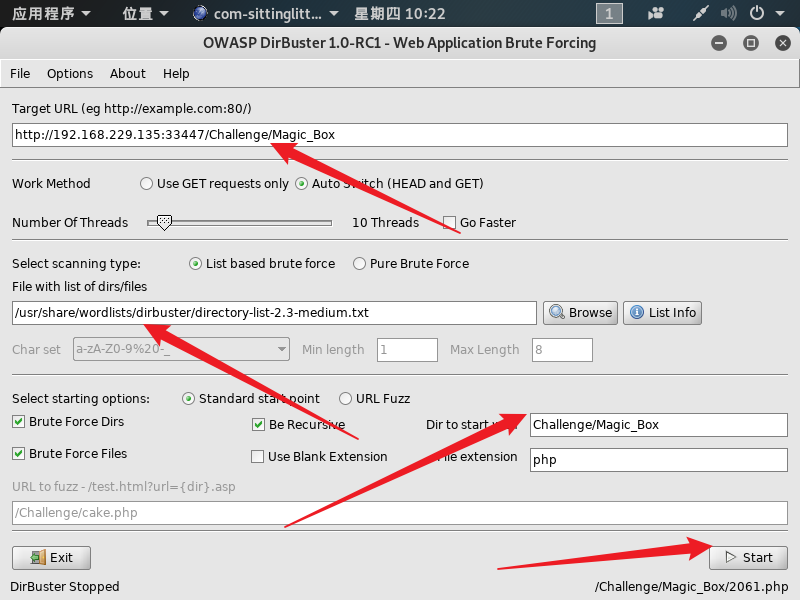 应用程序 位置 com-sittinglitt... 星期四 10:22 1
OWASP DirBuster 1.0-RC1 - Web Application Brute Forcing
File Options About Help
Target URL (eg http://example.com:80/)
http://192.168.229.135:33447/Challenge/Magic_Box
Work Method Use GET requests only Auto Switch (HEAD and GET)
Number Of Threads 10 Threads Go Faster
Select scanning type: List based brute force Pure Brute Force
File with list of dirs/files
/usr/share/wordlists/dirbuster/directory-list-2.3-medium.txt Browse List Info
Char set a-zA-Z0-9%20-_ Min length 1 Max Length 8
Select starting options: Standard start point URL Fuzz
Brute Force Dirs Be Recursive Dir to start Challenge/Magic_Box
Brute Force Files Use Blank Extension File extension php
URL to fuzz - /test.html?url={dir}.asp
/Challenge/cake.php
Exit Start
DirBuster Stopped /Challenge/Magic_Box/2061.php